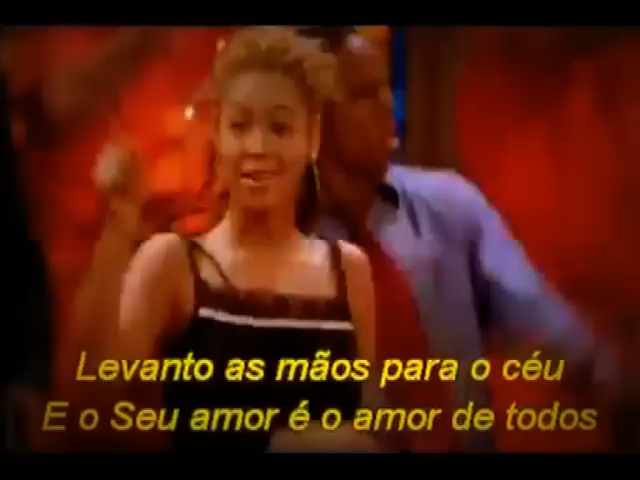 Levanto as mãos para o céu
E o Seu amor é o amor de todos